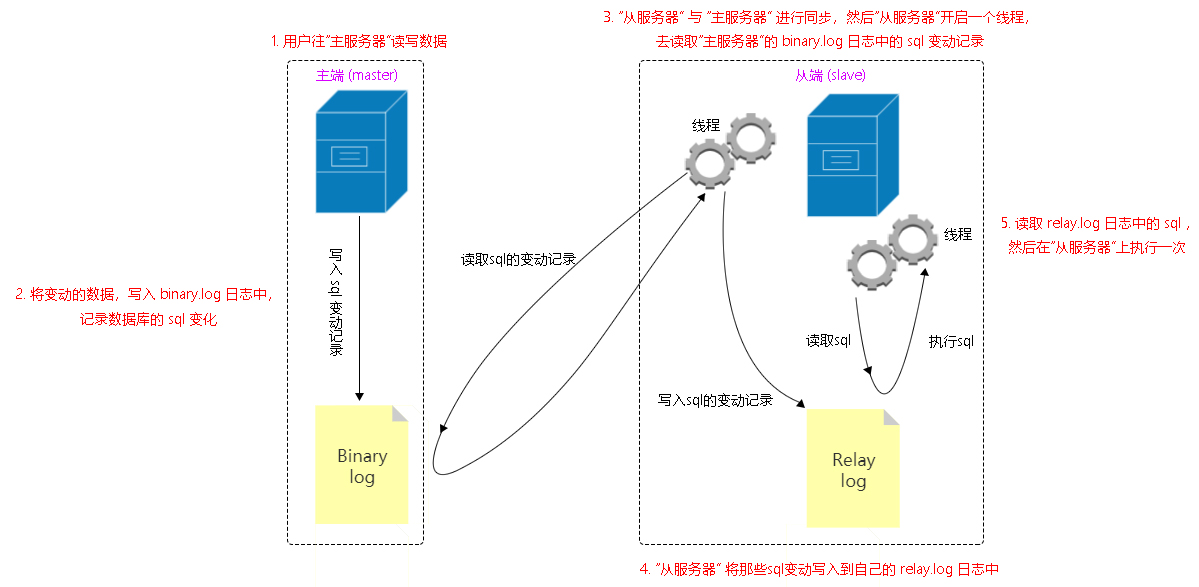 3. "从服务器" 与 "主服务器" 进行同步，然后"从服务器"开启一个线程，
去读取"主服务器"的 binary.log 日志中的 sql 变动记录
1. 用户往"主服务器"读写数据
主端 (master)
从端 (slave)
线程
5. 读取 relay.log 日志中的 sql ，
然后在"从服务器"上执行一次
线程
读取sql的变动记录
写入 sql 变动记录
2. 将变动的数据，写入 binary.log 日志中，
记录数据库的 sql 变化
读取sql
执行sql
写入sql的变动记录
Binary
log
Relay
log
4. "从服务器" 将那些sql变动写入到自己的 relay.log 日志中